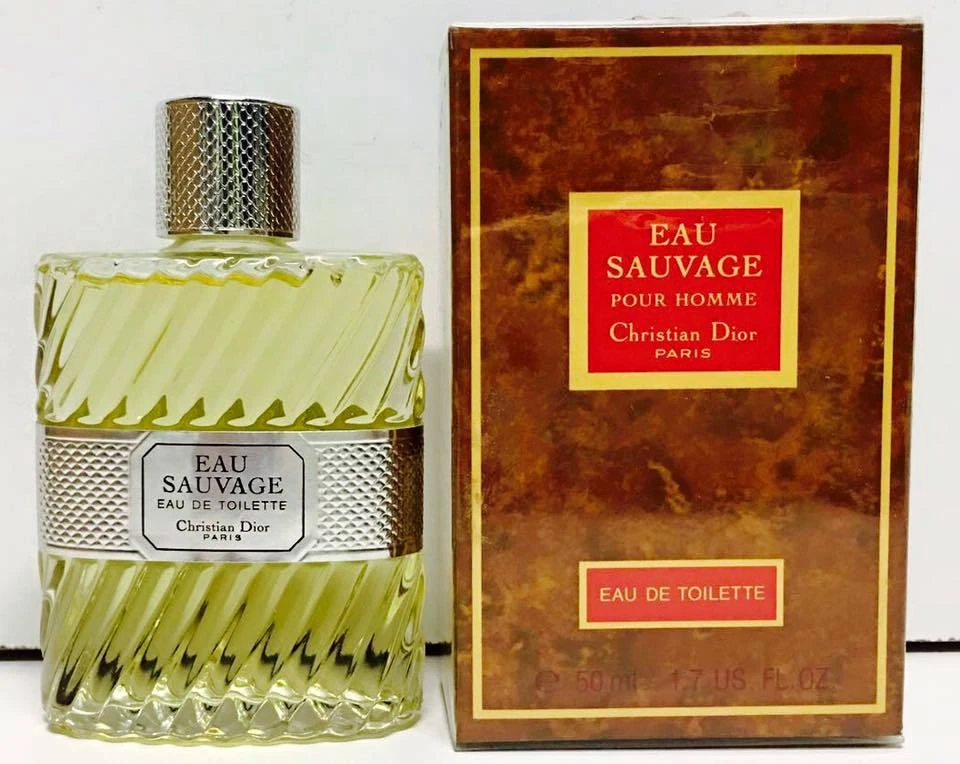 EAU
SAUVAGE
EAU DE TOILETTE
Christian Dior
PARIS
EAU
SAUVAGE
POUR HOMME
Christian Dior
PARIS
EAU DE TOILETTE
℮ 50 ml 1.7 US FL.OZ